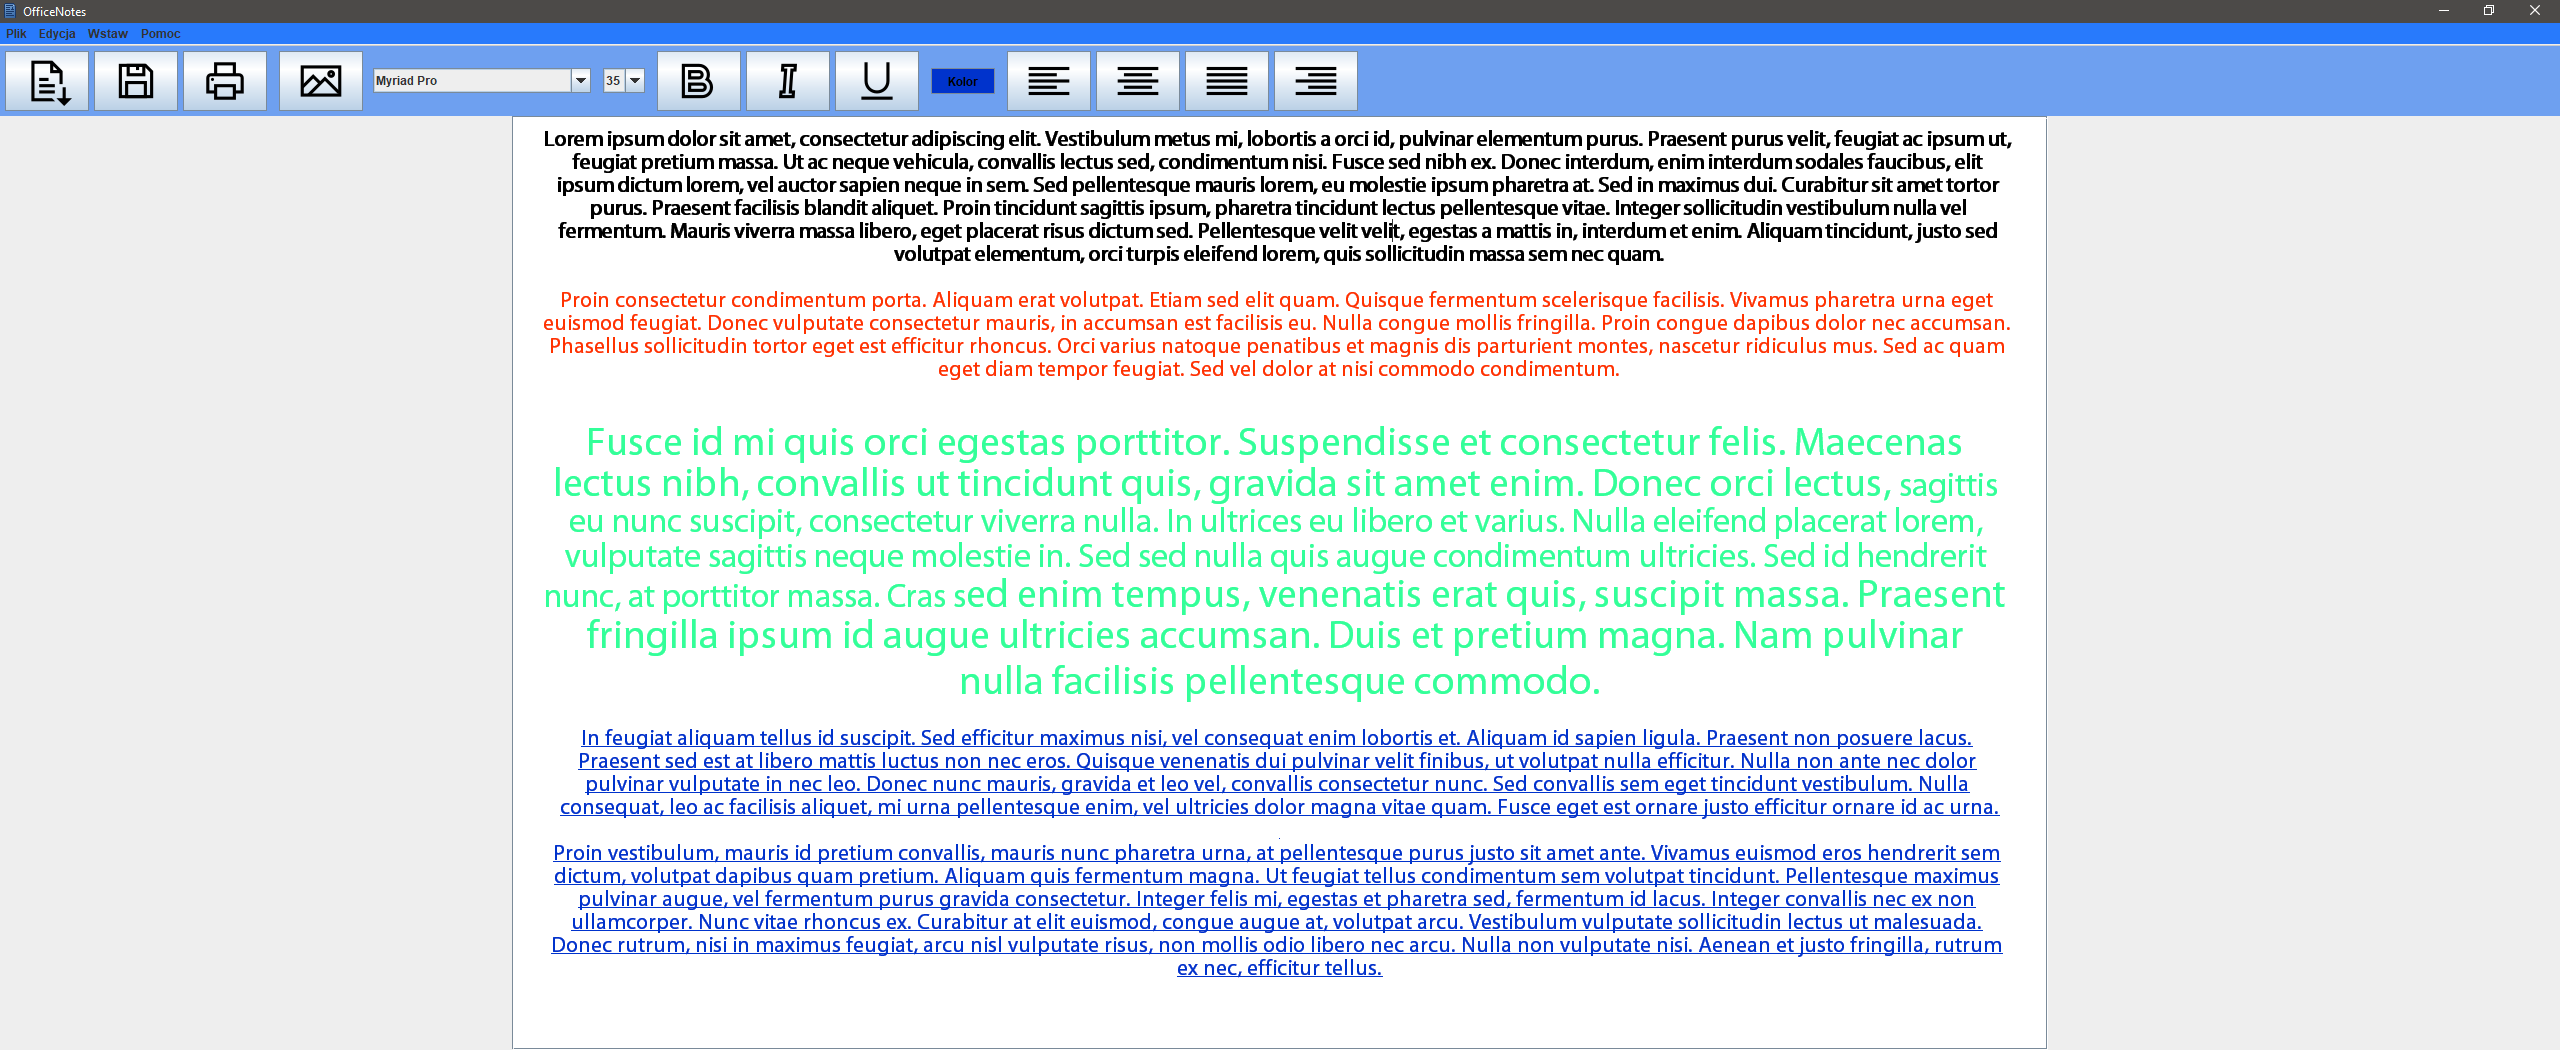 OfficeNotes
Plik Edycja Wstaw Pomoc
Myriad Pro 35 B I U Kolor
Lorem ipsum dolor sit amet, consectetur adipiscing elit. Vestibulum metus mi, lobortis a orci id, pulvinar elementum purus. Praesent purus velit, feugiat ac ipsum ut,
feugiat pretium massa. Ut ac neque vehicula, convallis lectus sed, condimentum nisi. Fusce sed nibh ex. Donec interdum, enim interdum sodales faucibus, elit
ipsum dictum lorem, vel auctor sapien neque in sem. Sed pellentesque mauris lorem, eu molestie ipsum pharetra at. Sed in maximus dui. Curabitur sit amet tortor
purus. Praesent facilisis blandit aliquet. Proin tincidunt sagittis ipsum, pharetra tincidunt lectus pellentesque vitae. Integer sollicitudin vestibulum nulla vel
fermentum. Mauris viverra massa libero, eget placerat risus dictum sed. Pellentesque velit velit, egestas a mattis in, interdum et enim. Aliquam tincidunt, justo sed
volutpat elementum, orci turpis eleifend lorem, quis sollicitudin massa sem nec quam.
Proin consectetur condimentum porta. Aliquam erat volutpat. Etiam sed elit quam. Quisque fermentum scelerisque facilisis. Vivamus pharetra urna eget
euismod feugiat. Donec vulputate consectetur mauris, in accumsan est facilisis eu. Nulla congue mollis fringilla. Proin congue dapibus dolor nec accumsan.
Phasellus sollicitudin tortor eget est efficitur rhoncus. Orci varius natoque penatibus et magnis dis parturient montes, nascetur ridiculus mus. Sed ac quam
eget diam tempor feugiat. Sed vel dolor at nisi commodo condimentum.
Fusce id mi quis orci egestas porttitor. Suspendisse et consectetur felis. Maecenas
lectus nibh, convallis ut tincidunt quis, gravida sit amet enim. Donec orci lectus, sagittis
eu nunc suscipit, consectetur viverra nulla. In ultrices eu libero et varius. Nulla eleifend placerat lorem,
vulputate sagittis neque molestie in. Sed sed nulla quis augue condimentum ultricies. Sed id hendrerit
nunc, at porttitor massa. Cras sed enim tempus, venenatis erat quis, suscipit massa. Praesent
fringilla ipsum id augue ultricies accumsan. Duis et pretium magna. Nam pulvinar
nulla facilisis pellentesque commodo.
In feugiat aliquam tellus id suscipit. Sed efficitur maximus nisi, vel consequat enim lobortis et. Aliquam id sapien ligula. Praesent non posuere lacus.
Praesent sed est at libero mattis luctus non nec eros. Quisque venenatis dui pulvinar velit finibus, ut volutpat nulla efficitur. Nulla non ante nec dolor
pulvinar vulputate in nec leo. Donec nunc mauris, gravida et leo vel, convallis consectetur nunc. Sed convallis sem eget tincidunt vestibulum. Nulla
consequat, leo ac facilisis aliquet, mi urna pellentesque enim, vel ultricies dolor magna vitae quam. Fusce eget est ornare justo efficitur ornare id ac urna.
Proin vestibulum, mauris id pretium convallis, mauris nunc pharetra urna, at pellentesque purus justo sit amet ante. Vivamus euismod eros hendrerit sem
dictum, volutpat dapibus quam pretium. Aliquam quis fermentum magna. Ut feugiat tellus condimentum sem volutpat tincidunt. Pellentesque maximus
pulvinar augue, vel fermentum purus gravida consectetur. Integer felis mi, egestas et pharetra sed, fermentum id lacus. Integer convallis nec ex non
ullamcorper. Nunc vitae rhoncus ex. Curabitur at elit euismod, congue augue at, volutpat arcu. Vestibulum vulputate sollicitudin lectus ut malesuada.
Donec rutrum, nisi in maximus feugiat, arcu nisl vulputate risus, non mollis odio libero nec arcu. Nulla non vulputate nisi. Aenean et justo fringilla, rutrum
ex nec, efficitur tellus.